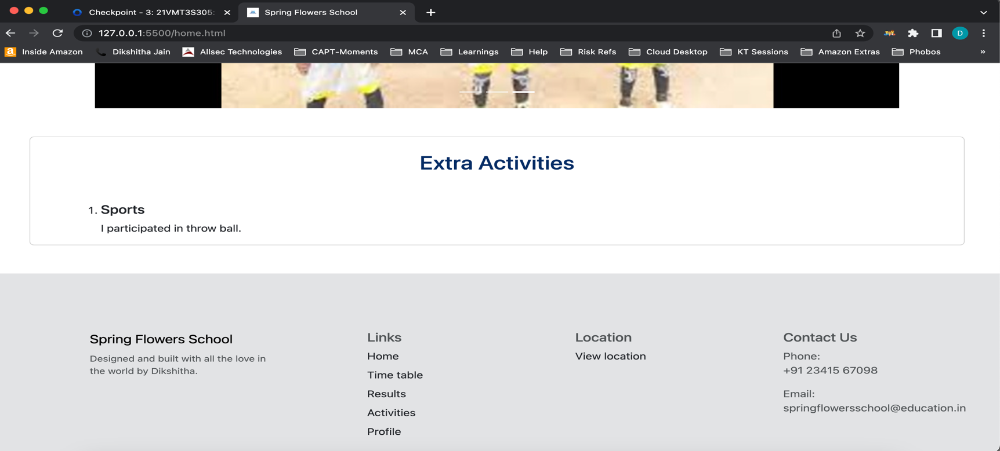 Checkpoint - 3: 21VMT3S305:
Spring Flowers School
127.0.0.1:5500/home.html
D
a Inside Amazon
Dikshitha Jain
Allsec Technologies
CAPT-Moments
MCA
Learnings
Help
Risk Refs
Cloud Desktop
KT Sessions
Amazon Extras
Phobos
»
Extra Activities
1. Sports
I participated in throw ball.
Spring Flowers School
Designed and built with all the love in
the world by Dikshitha.
Links
Home
Time table
Results
Activities
Profile
Location
View location
Contact Us
Phone:
+91 23415 67098
Email:
springflowersschool@education.in